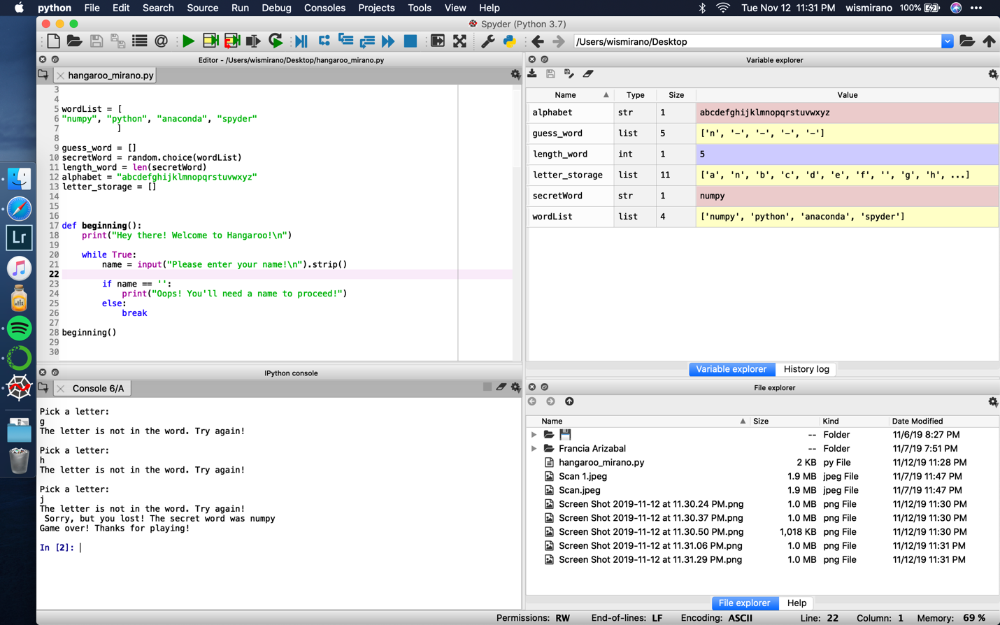 python File Edit Search Source Run Debug Consoles Projects Tools View Help Tue Nov 12 11:31 PM wismirano 100%
Spyder (Python 3.7)
/Users/wismirano/Desktop
Editor - /Users/wismirano/Desktop/hangaroo_mirano.py
hangaroo_mirano.py
3
4
5 wordList = [
6 "numpy", "python", "anaconda", "spyder"
7 ]
8
9 guess_word = []
10 secretWord = random.choice(wordList)
11 length_word = len(secretWord)
12 alphabet = "abcdefghijklmnopqrstuvwxyz"
13 letter_storage = []
14
15
16
17 def beginning():
18 print("Hey there! Welcome to Hangaroo!\n")
19
20 while True:
21 name = input("Please enter your name!\n").strip()
22
23 if name == '':
24 print("Oops! You'll need a name to proceed!")
25 else:
26 break
27
28 beginning()
29
30
IPython console
Console 6/A
Pick a letter:
g
The letter is not in the word. Try again!
Pick a letter:
h
The letter is not in the word. Try again!
Pick a letter:
j
The letter is not in the word. Try again!
Sorry, but you lost! The secret word was numpy
Game over! Thanks for playing!
In [2]:
Variable explorer
Name Type Size Value
alphabet str 1 abcdefghijklmnopqrstuvwxyz
guess_word list 5 ['n', '-', '-', '-', '-']
length_word int 1 5
letter_storage list 11 ['a', 'n', 'b', 'c', 'd', 'e', 'f', '', 'g', 'h', ...]
secretWord str 1 numpy
wordList list 4 ['numpy', 'python', 'anaconda', 'spyder']
Variable explorer History log
File explorer
Name Size Kind Date Modified
-- Folder 11/6/19 8:27 PM
Francia Arizabal -- Folder 11/7/19 7:51 PM
hangaroo_mirano.py 2 KB py File 11/12/19 11:28 PM
Scan 1.jpeg 1.9 MB jpeg File 11/7/19 11:47 PM
Scan.jpeg 1.9 MB jpeg File 11/7/19 11:47 PM
Screen Shot 2019-11-12 at 11.30.24 PM.png 1.0 MB png File 11/12/19 11:30 PM
Screen Shot 2019-11-12 at 11.30.37 PM.png 1.0 MB png File 11/12/19 11:30 PM
Screen Shot 2019-11-12 at 11.30.50 PM.png 1,018 KB png File 11/12/19 11:30 PM
Screen Shot 2019-11-12 at 11.31.06 PM.png 1.0 MB png File 11/12/19 11:31 PM
Screen Shot 2019-11-12 at 11.31.29 PM.png 1.0 MB png File 11/12/19 11:31 PM
File explorer Help
Permissions: RW End-of-lines: LF Encoding: ASCII Line: 22 Column: 1 Memory: 69 %
Lr